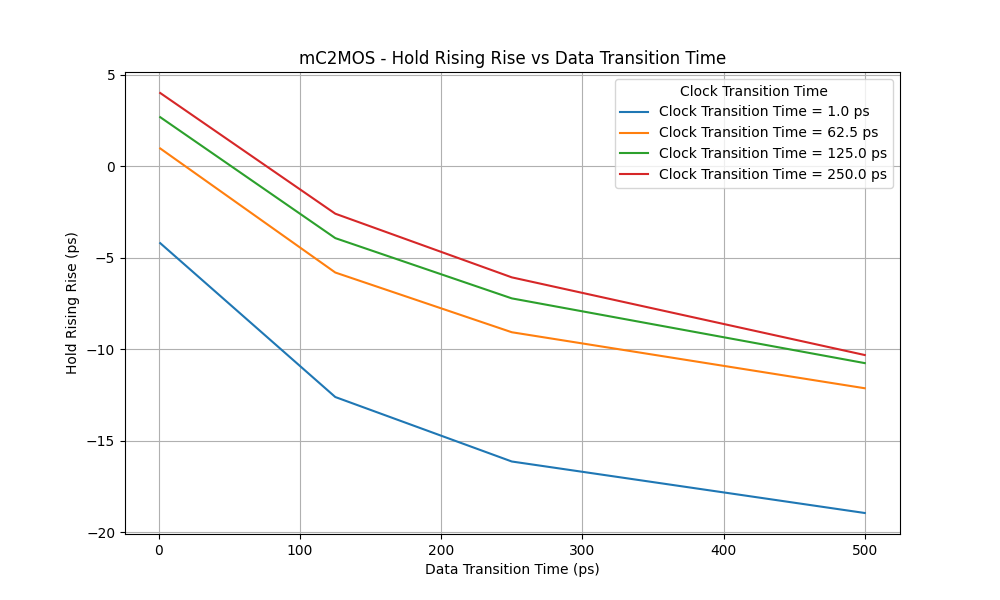 mC2MOS - Hold Rising Rise vs Data Transition Time
Clock Transition Time
Clock Transition Time = 1.0 ps
Clock Transition Time = 62.5 ps
Clock Transition Time = 125.0 ps
Clock Transition Time = 250.0 ps
Hold Rising Rise (ps)
5
0
−5
−10
−15
−20
0 100 200 300 400 500
Data Transition Time (ps)